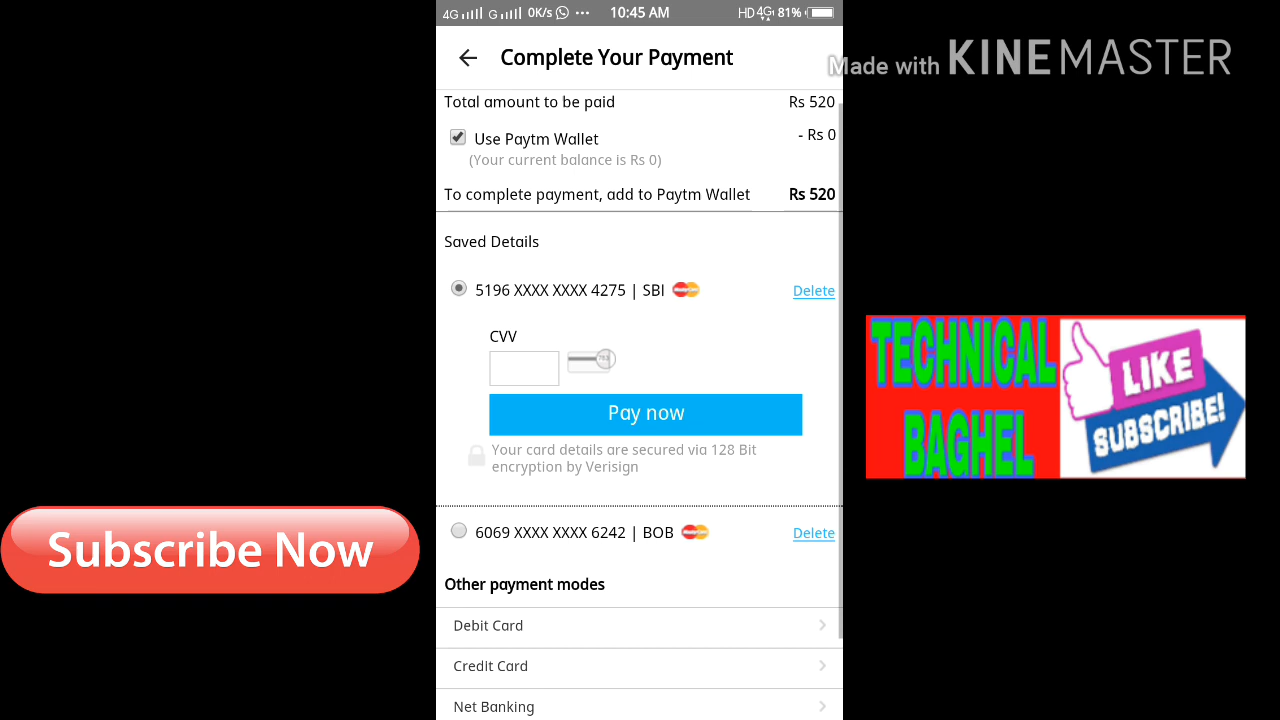 4G G 0K/s 10:45 AM HD 4G 81%
Complete Your Payment
Made with KINEMASTER
Total amount to be paid Rs 520
Use Paytm Wallet - Rs 0
(Your current balance is Rs 0)
To complete payment, add to Paytm Wallet Rs 520
Saved Details
5196 XXXX XXXX 4275 | SBI Delete
CVV
Pay now
Your card details are secured via 128 Bit
encryption by Verisign
6069 XXXX XXXX 6242 | BOB Delete
Other payment modes
Debit Card
Credit Card
Net Banking
Subscribe Now
TECHNICAL
BAGHEL
LIKE
SUBSCRIBE!